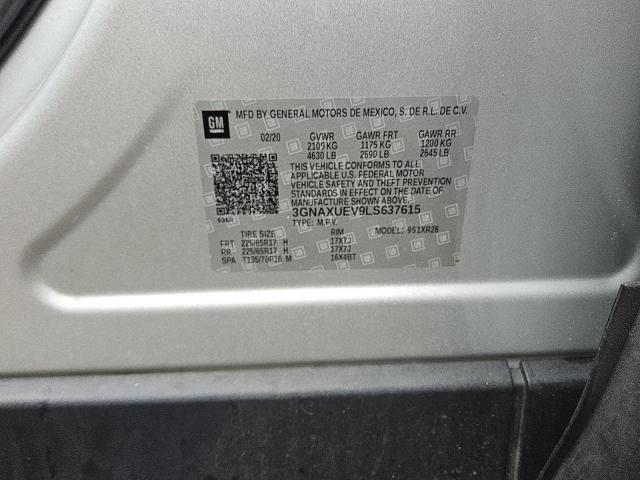 GM
MFD BY GENERAL MOTORS DE MEXICO, S. DE R.L. DE C.V.
02/20 GVWR GAWR FRT GAWR RR
2100 KG 1175 KG 1200 KG
4630 LB 2590 LB 2645 LB
THIS VEHICLE CONFORMS TO ALL
APPLICABLE U.S. FEDERAL MOTOR
VEHICLE SAFETY AND THEFT PREVENTION
STANDARDS IN EFFECT ON THE DATE OF
MANUFACTURE SHOWN ABOVE.
3GNAXUEV9LS637615
TYPE: M.P.V.
TIRE SIZE RIM MODEL: 9S1XR26
FRT 225/65R17 H 17X7J
RR 225/65R17 H 17X7J
SPA T135/70R16 M 16X4BT